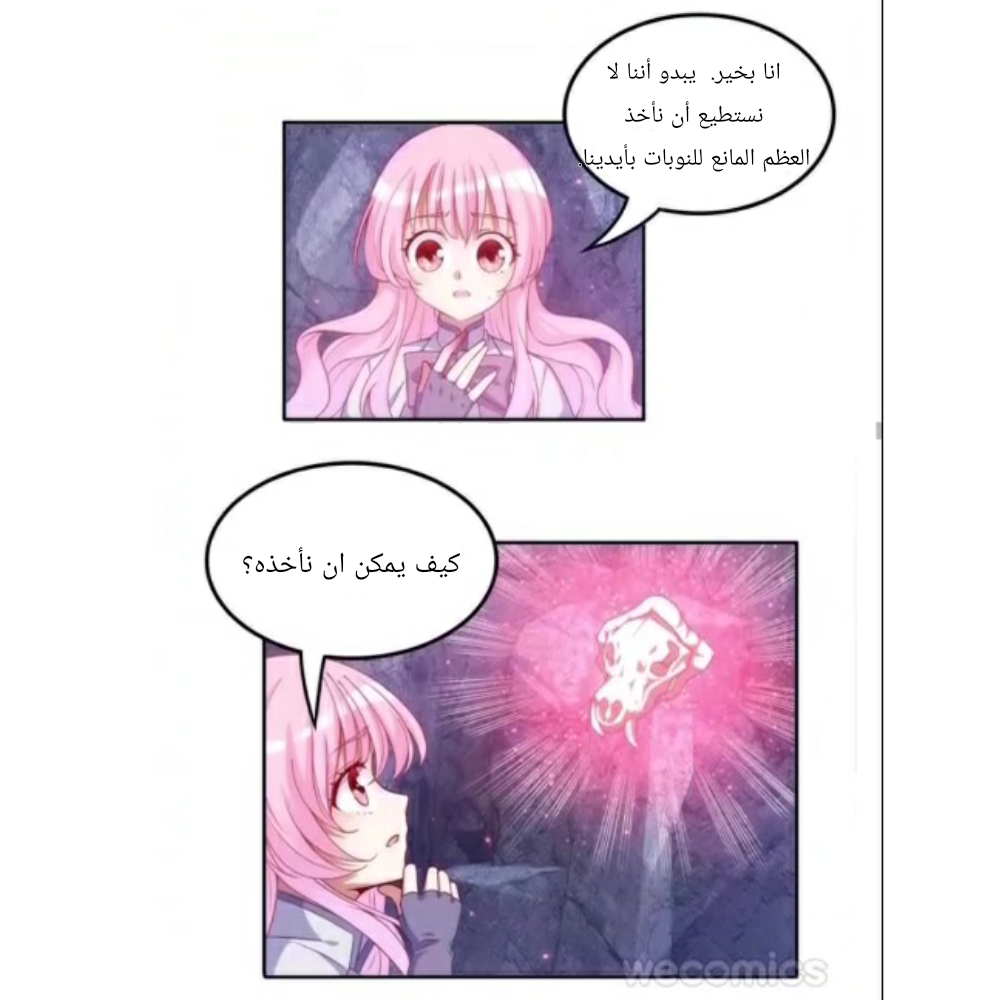 انا بخير. يبدو أننا لا
نستطيع أن نأخذ
العظم المانع للنوبات بأيدينا.
كيف يمكن ان نأخذه؟
wecomics